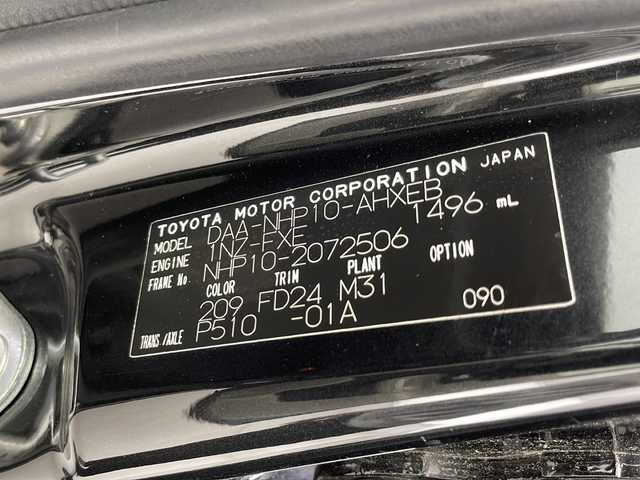 TOYOTA MOTOR CORPORATION JAPAN
MODEL DAA-NHP10-AHXEB
ENGINE 1NZ-FXE 1496 mL
FRAME No. NHP10-2072506
COLOR TRIM PLANT OPTION
209 FD24 M31
TRANS./AXLE P510 -01A 090